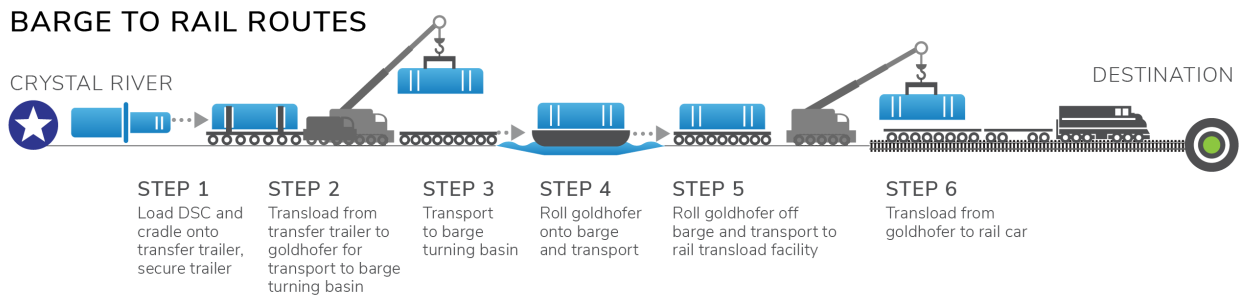 BARGE TO RAIL ROUTES
CRYSTAL RIVER
DESTINATION
STEP 1
Load DSC and
cradle onto
transfer trailer,
secure trailer
STEP 2
Transload from
transfer trailer to
goldhofer for
transport to barge
turning basin
STEP 3
Transport
to barge
turning basin
STEP 4
Roll goldhofer
onto barge
and transport
STEP 5
Roll goldhofer off
barge and transport to
rail transload facility
STEP 6
Transload from
goldhofer to rail car